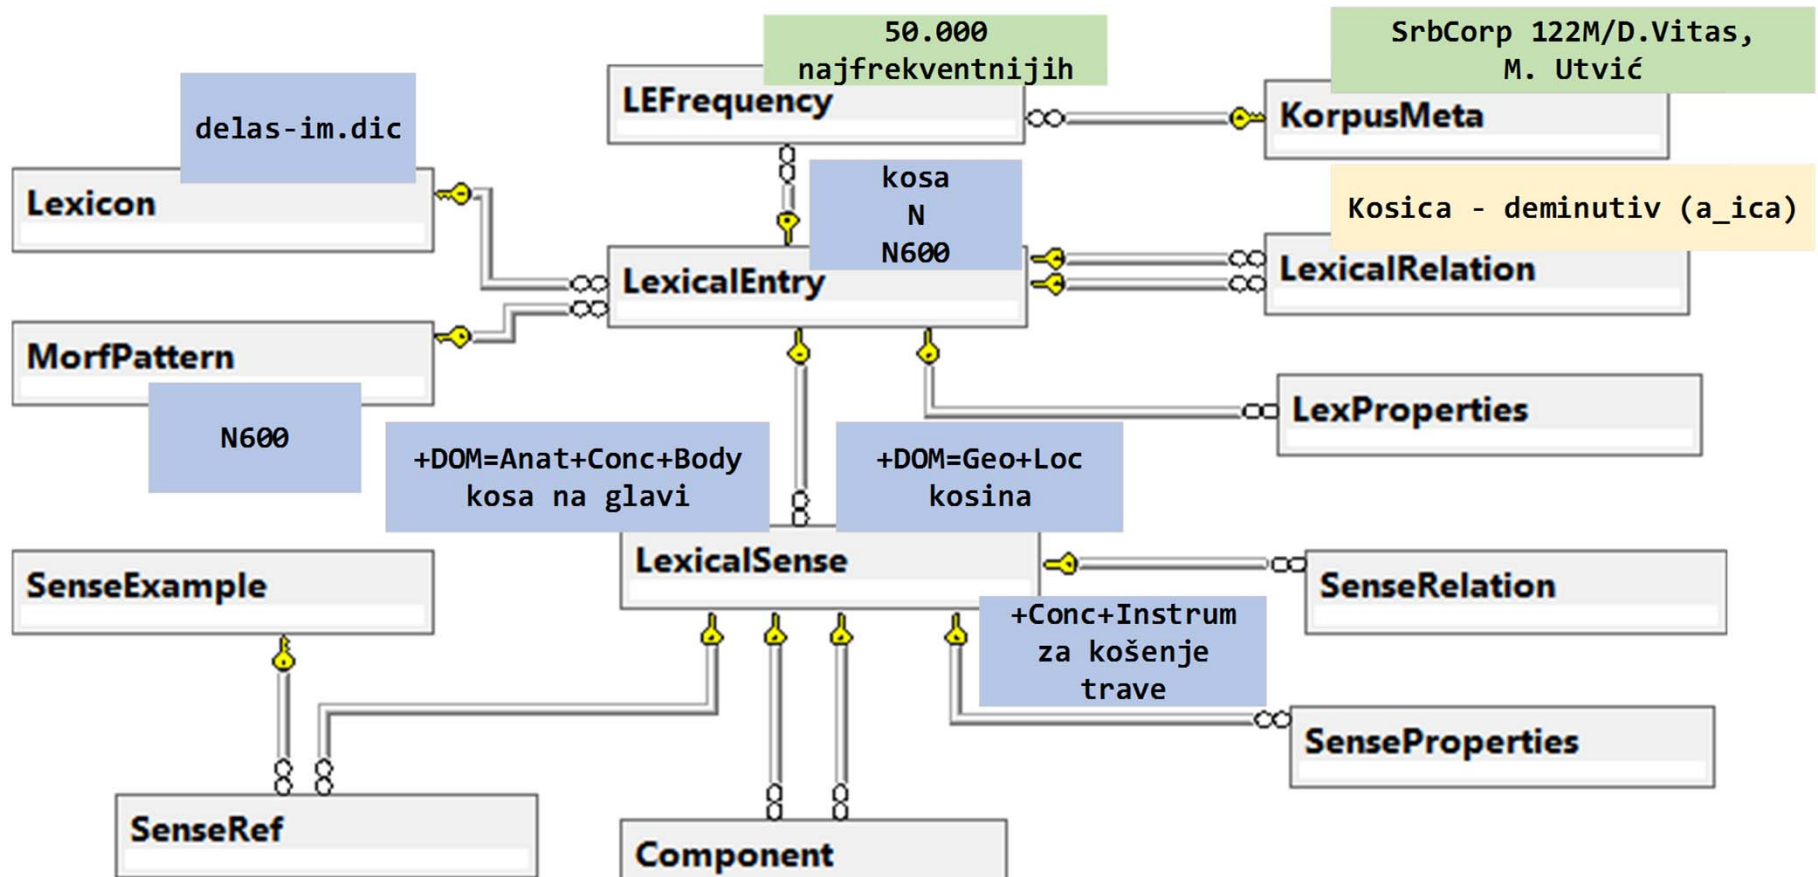 50.000
najfrekventnijih
SrbCorp 122M/D.Vitas,
M. Utvić
delas-im.dic
LEFrequency
KorpusMeta
kosa
N
N600
Lexicon
Kosica - deminutiv (a_ica)
LexicalEntry
LexicalRelation
MorfPattern
N600
LexProperties
+DOM=Anat+Conc+Body
kosa na glavi
+DOM=Geo+Loc
kosina
LexicalSense
SenseExample
SenseRelation
+Conc+Instrum
za košenje
trave
SenseProperties
SenseRef
Component